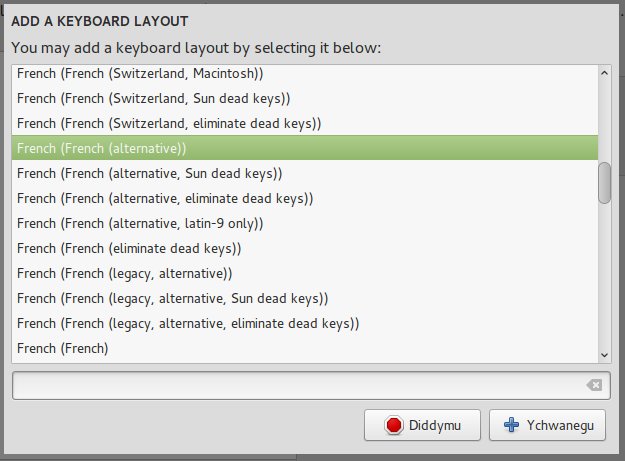 ADD A KEYBOARD LAYOUT
You may add a keyboard layout by selecting it below:
French (French (Switzerland, Macintosh))
French (French (Switzerland, Sun dead keys))
French (French (Switzerland, eliminate dead keys))
French (French (alternative))
French (French (alternative, Sun dead keys))
French (French (alternative, eliminate dead keys))
French (French (alternative, latin-9 only))
French (French (eliminate dead keys))
French (French (legacy, alternative))
French (French (legacy, alternative, Sun dead keys))
French (French (legacy, alternative, eliminate dead keys))
French (French)
Diddymu
Ychwanegu